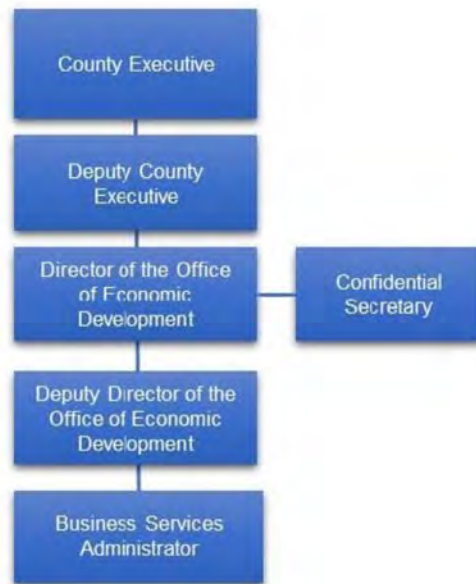 County Executive
Deputy County
Executive
Director of the Office
of Economic
Development
Confidential
Secretary
Deputy Director of the
Office of Economic
Development
Business Services
Administrator